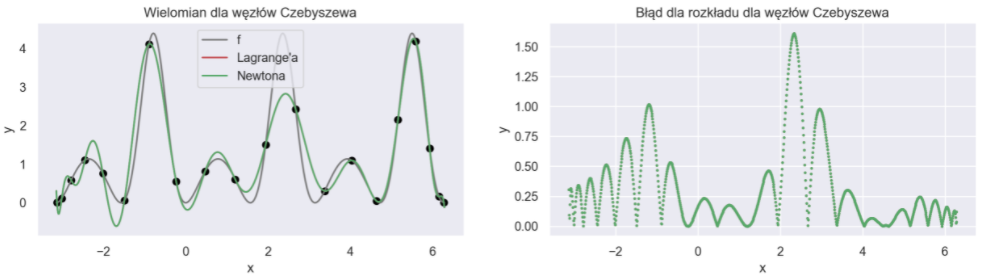 Wielomian dla węzłów Czebyszewa
y
4
3
2
1
0
f
Lagrange'a
Newtona
−2 0 2 4 6
x
Błąd dla rozkładu dla węzłów Czebyszewa
y
1.50
1.25
1.00
0.75
0.50
0.25
0.00
−2 0 2 4 6
x